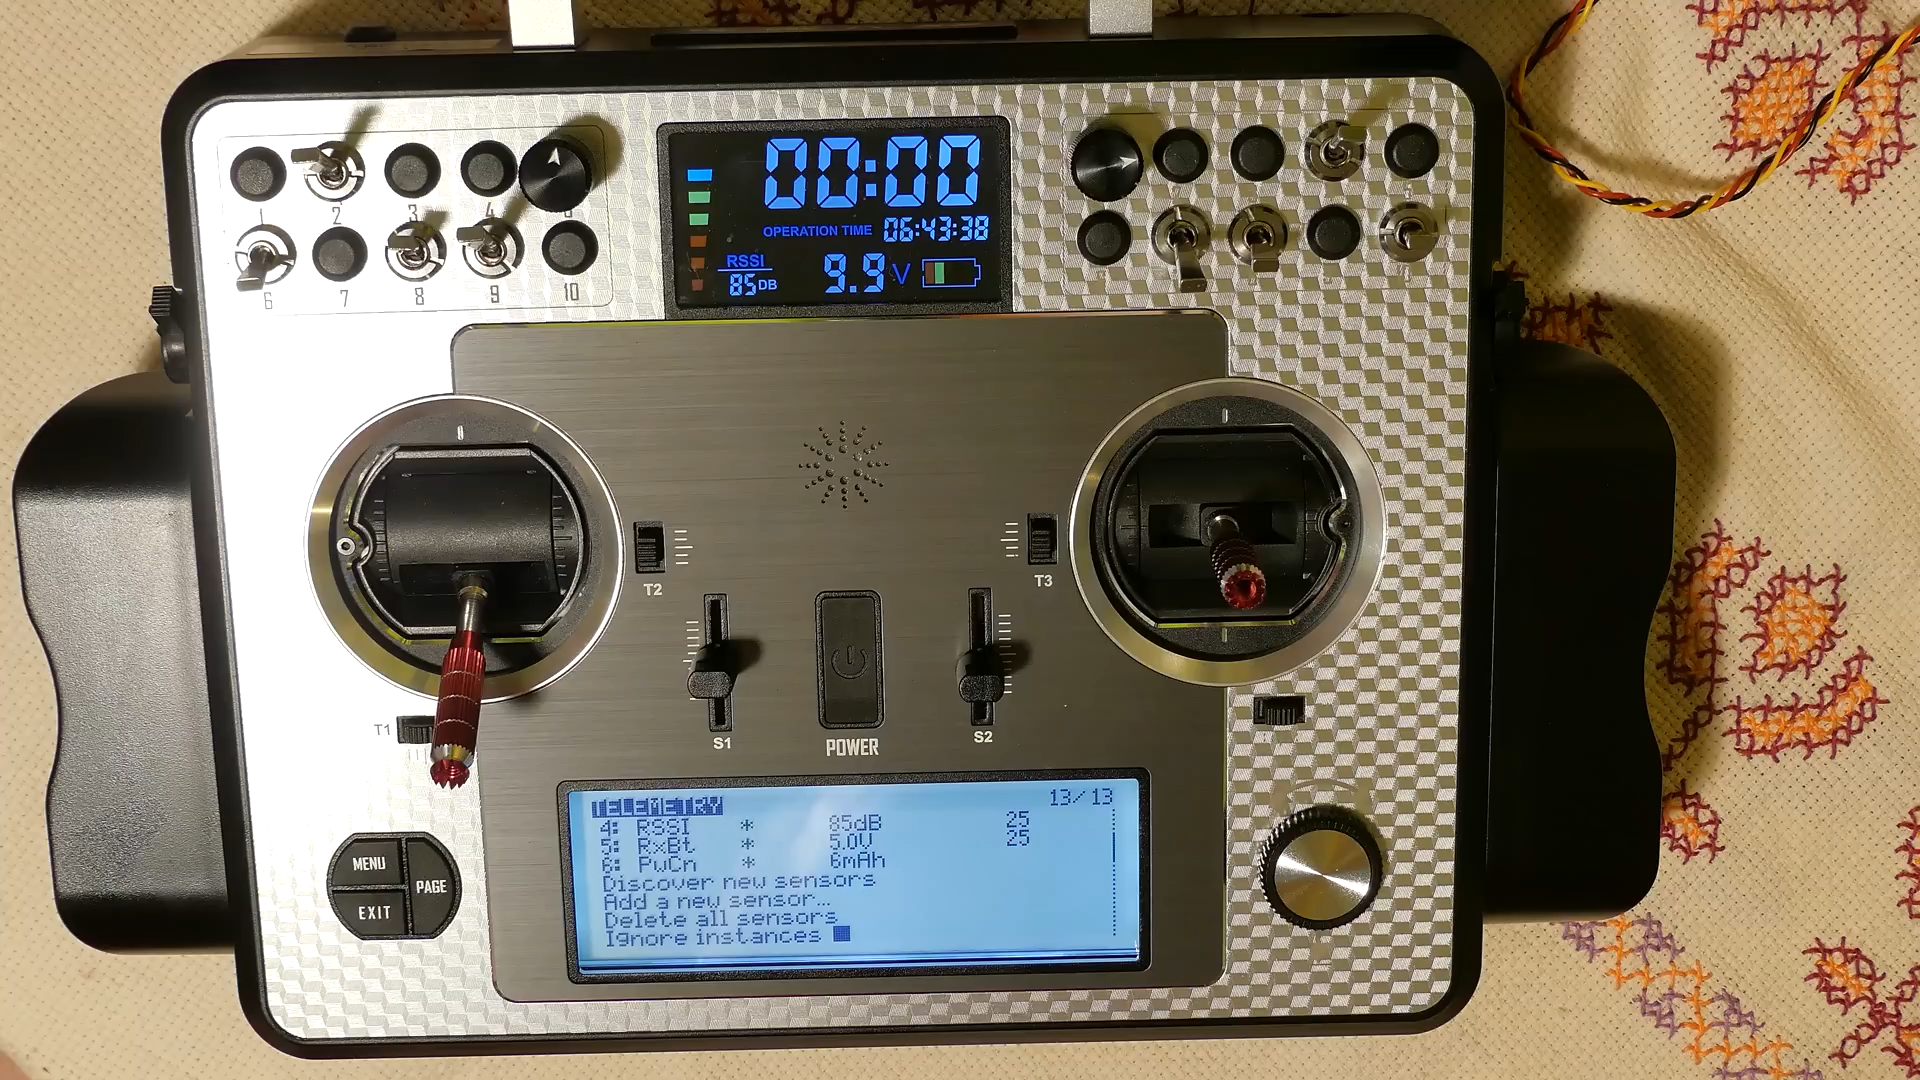 00:00
OPERATION TIME 06:43:38
RSSI
85DB
9.9 V
1 2 3 4
6 7 8 9 10
T2
T3
T1
S1
POWER
S2
MENU
PAGE
EXIT
TELEMETRY 13/13
4: RSSI * 85dB 25
5: RxBt * 5.0V 25
6: PwCn * 6mAh
Discover new sensors
Add a new sensor...
Delete all sensors
Ignore instances